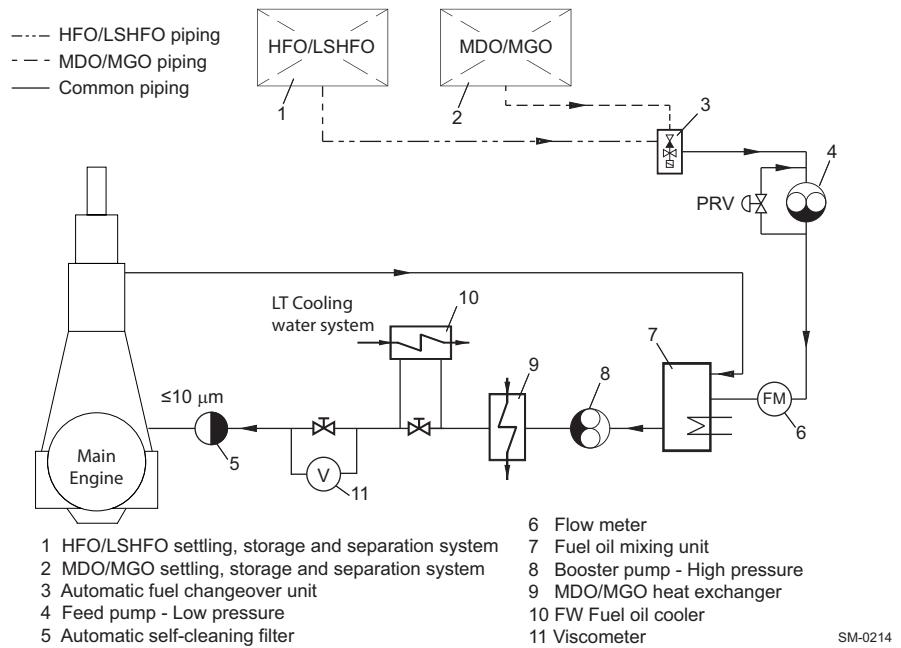 HFO/LSHFO piping
MDO/MGO piping
Common piping
HFO/LSHFO
MDO/MGO
1
2
3
4
PRV
LT Cooling
water system
10
9
8
7
FM
6
≤10 μm
5
V
11
Main
Engine
1 HFO/LSHFO settling, storage and separation system
2 MDO/MGO settling, storage and separation system
3 Automatic fuel changeover unit
4 Feed pump - Low pressure
5 Automatic self-cleaning filter
6 Flow meter
7 Fuel oil mixing unit
8 Booster pump - High pressure
9 MDO/MGO heat exchanger
10 FW Fuel oil cooler
11 Viscometer
SM-0214